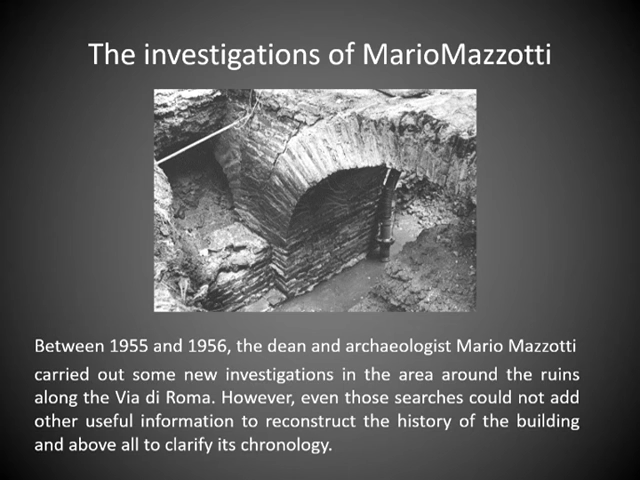 The investigations of MarioMazzotti
Between 1955 and 1956, the dean and archaeologist Mario Mazzotti
carried out some new investigations in the area around the ruins
along the Via di Roma. However, even those searches could not add
other useful information to reconstruct the history of the building
and above all to clarify its chronology.